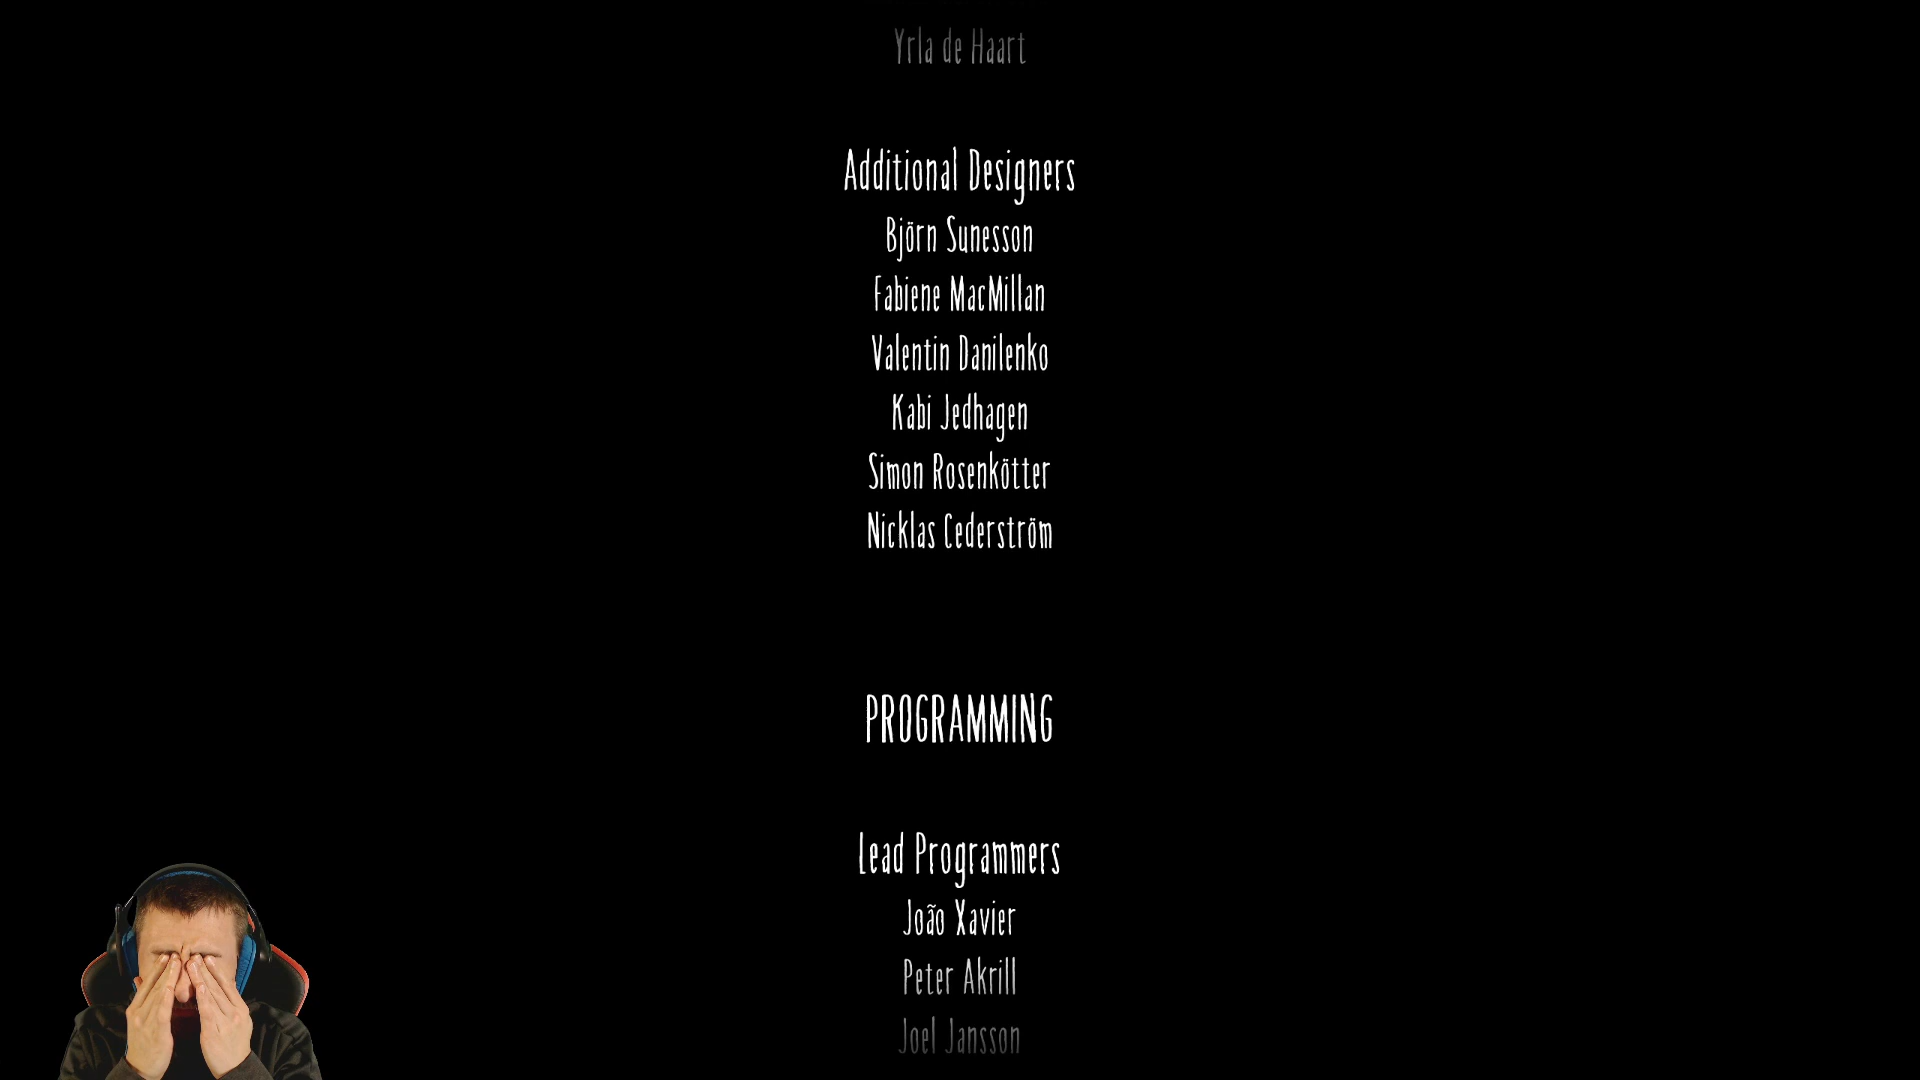 Yrla de Haart
Additional Designers
Björn Sunesson
Fabiene MacMillan
Valentin Danilenko
Kabi Jedhagen
Simon Rosenkötter
Nicklas Cederström
PROGRAMMING
Lead Programmers
João Xavier
Peter Akrill
Joel Jansson